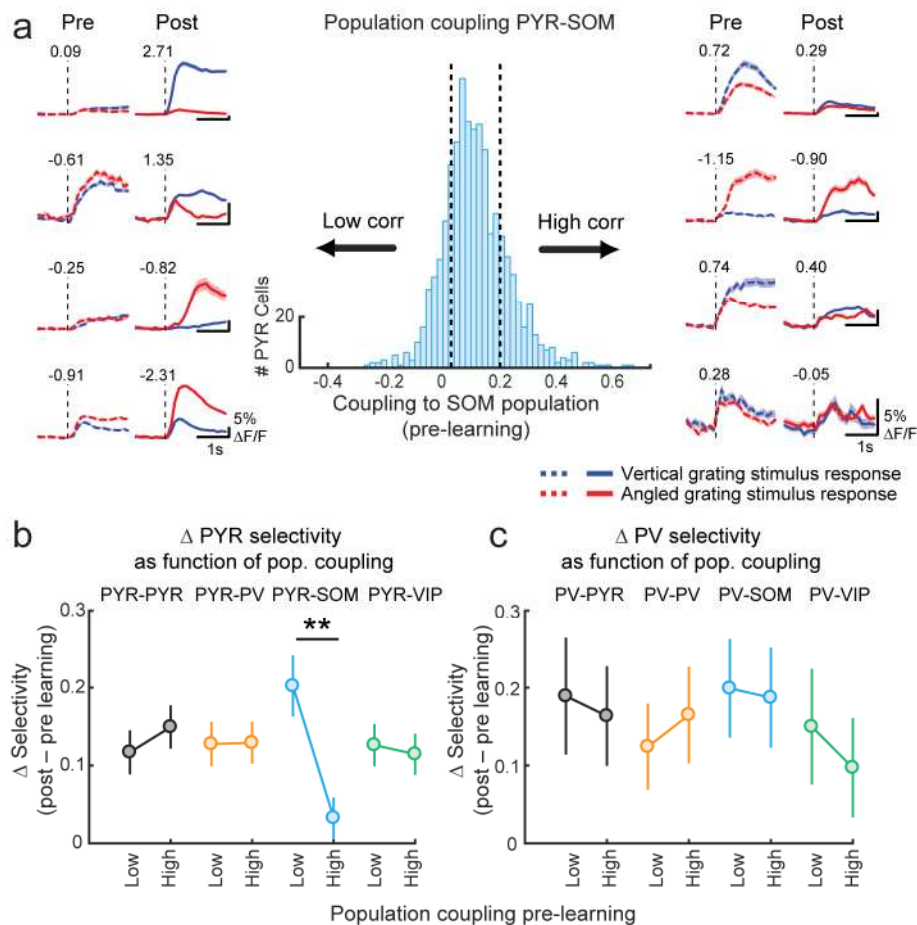 a
Pre
Post
Population coupling PYR-SOM
Pre
Post
0.09
2.71
0.72
0.29
-0.61
1.35
-1.15
-0.90
Low corr
High corr
-0.25
-0.82
0.74
0.40
# PYR Cells
20
0
-0.91
-2.31
0.28
-0.05
-0.4
-0.2
0
0.2
0.4
0.6
Coupling to SOM population
(pre-learning)
5%
ΔF/F
1s
5%
ΔF/F
1s
Vertical grating stimulus response
Angled grating stimulus response
b
Δ PYR selectivity
as function of pop. coupling
PYR-PYR
PYR-PV
PYR-SOM
PYR-VIP
Δ Selectivity
(post – pre learning)
0.3
0.2
0.1
0
**
Low
High
Low
High
Low
High
Low
High
c
Δ PV selectivity
as function of pop. coupling
PV-PYR
PV-PV
PV-SOM
PV-VIP
Δ Selectivity
(post – pre learning)
0.3
0.2
0.1
0
Low
High
Low
High
Low
High
Low
High
Population coupling pre-learning